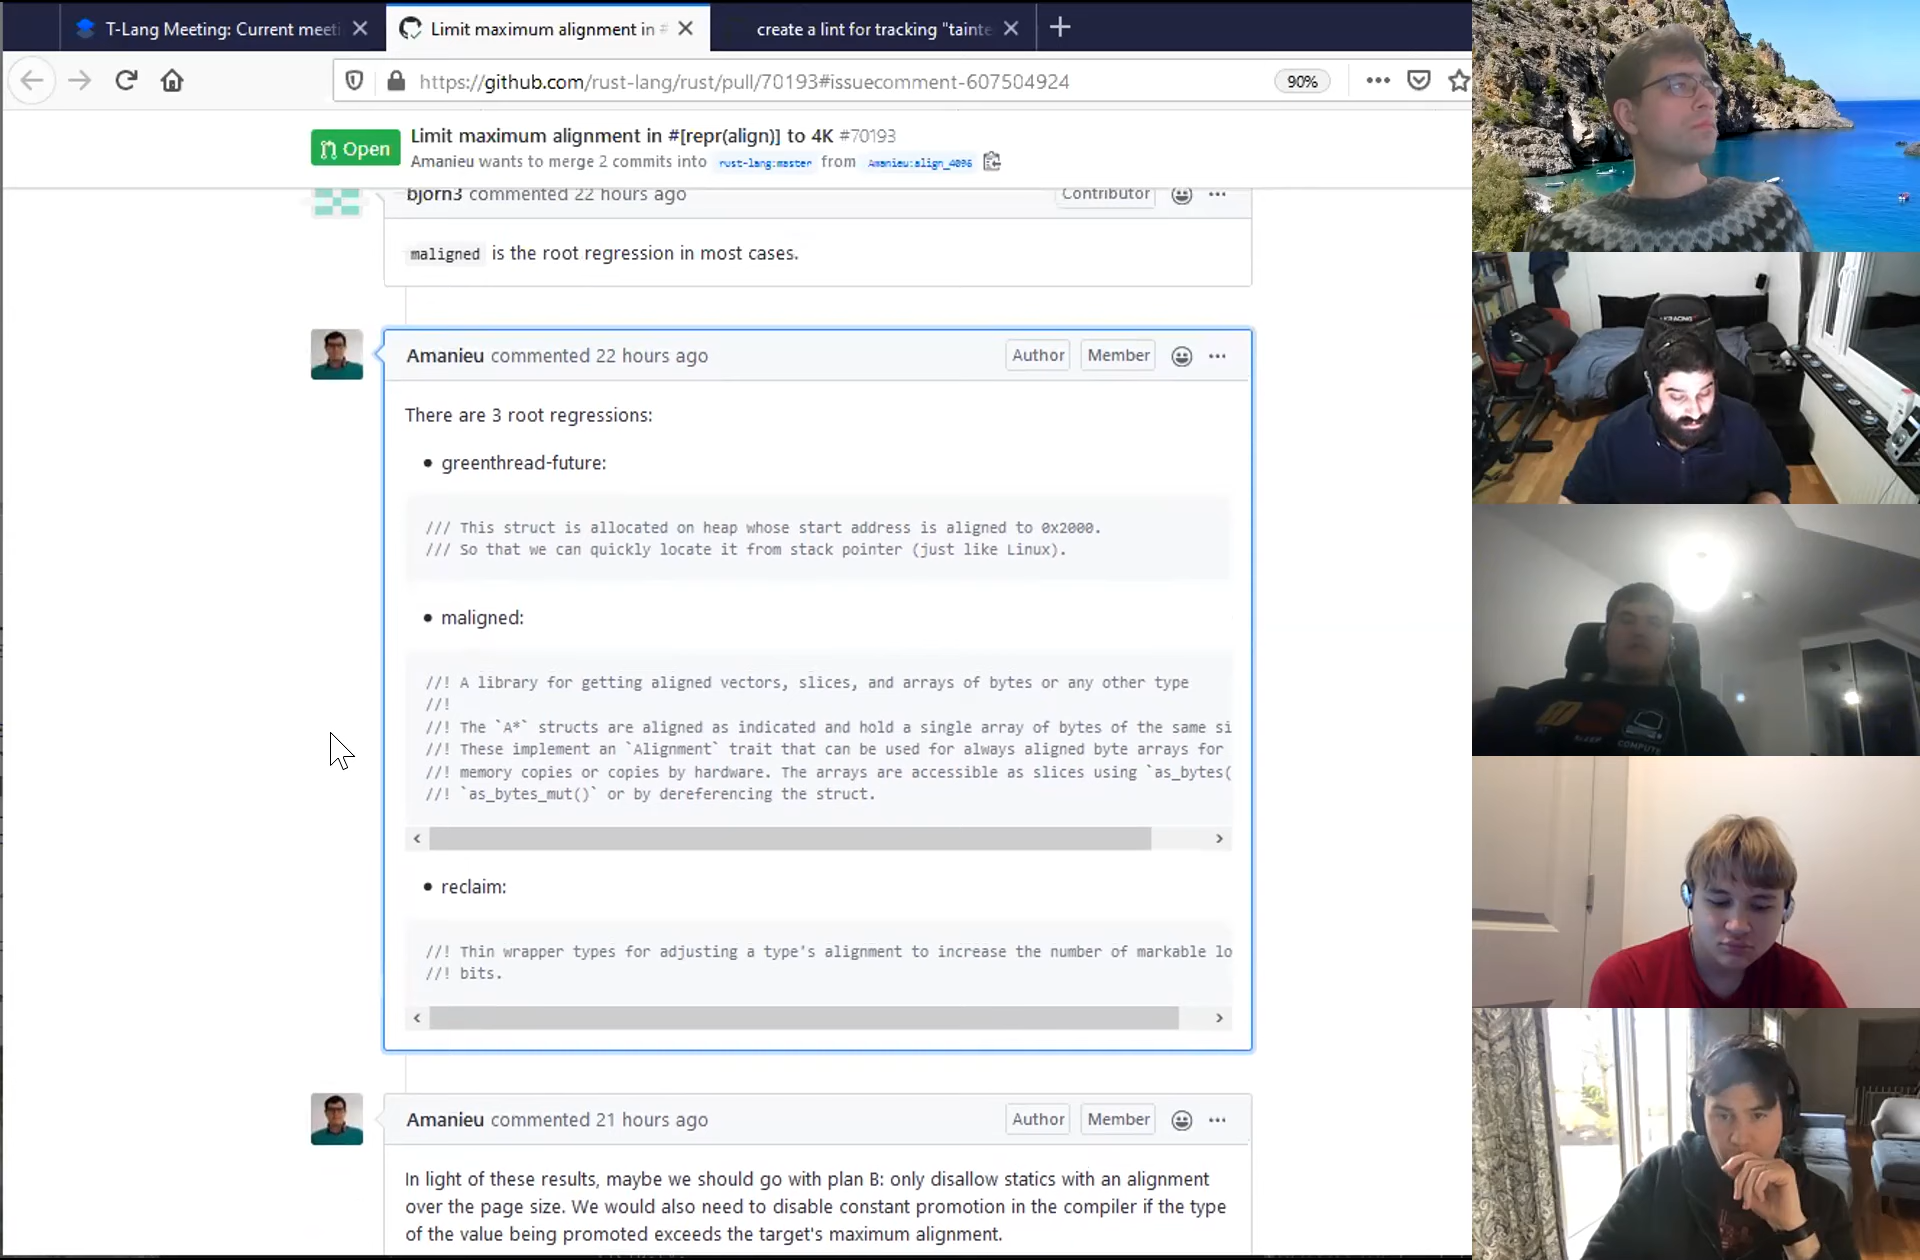 T-Lang Meeting: Current meeti
Limit maximum alignment in #
create a lint for tracking "tainte
https://github.com/rust-lang/rust/pull/70193#issuecomment-607504924
90%
Open
Limit maximum alignment in #[repr(align)] to 4K #70193
Amanieu wants to merge 2 commits into rust-lang:master from Amanieu:align_4096
bjorn3 commented 22 hours ago
Contributor
maligned is the root regression in most cases.
Amanieu commented 22 hours ago
Author
Member
There are 3 root regressions:
• greenthread-future:
/// This struct is allocated on heap whose start address is aligned to 0x2000.
/// So that we can quickly locate it from stack pointer (just like Linux).
• maligned:
//! A library for getting aligned vectors, slices, and arrays of bytes or any other type
//!
//! The `A*` structs are aligned as indicated and hold a single array of bytes of the same si
//! These implement an `Alignment` trait that can be used for always aligned byte arrays for
//! memory copies or copies by hardware. The arrays are accessible as slices using `as_bytes(
//! `as_bytes_mut()` or by dereferencing the struct.
• reclaim:
//! Thin wrapper types for adjusting a type's alignment to increase the number of markable lo
//! bits.
Amanieu commented 21 hours ago
Author
Member
In light of these results, maybe we should go with plan B: only disallow statics with an alignment
over the page size. We would also need to disable constant promotion in the compiler if the type
of the value being promoted exceeds the target's maximum alignment.
EAT
SLEEP
COMPUTE